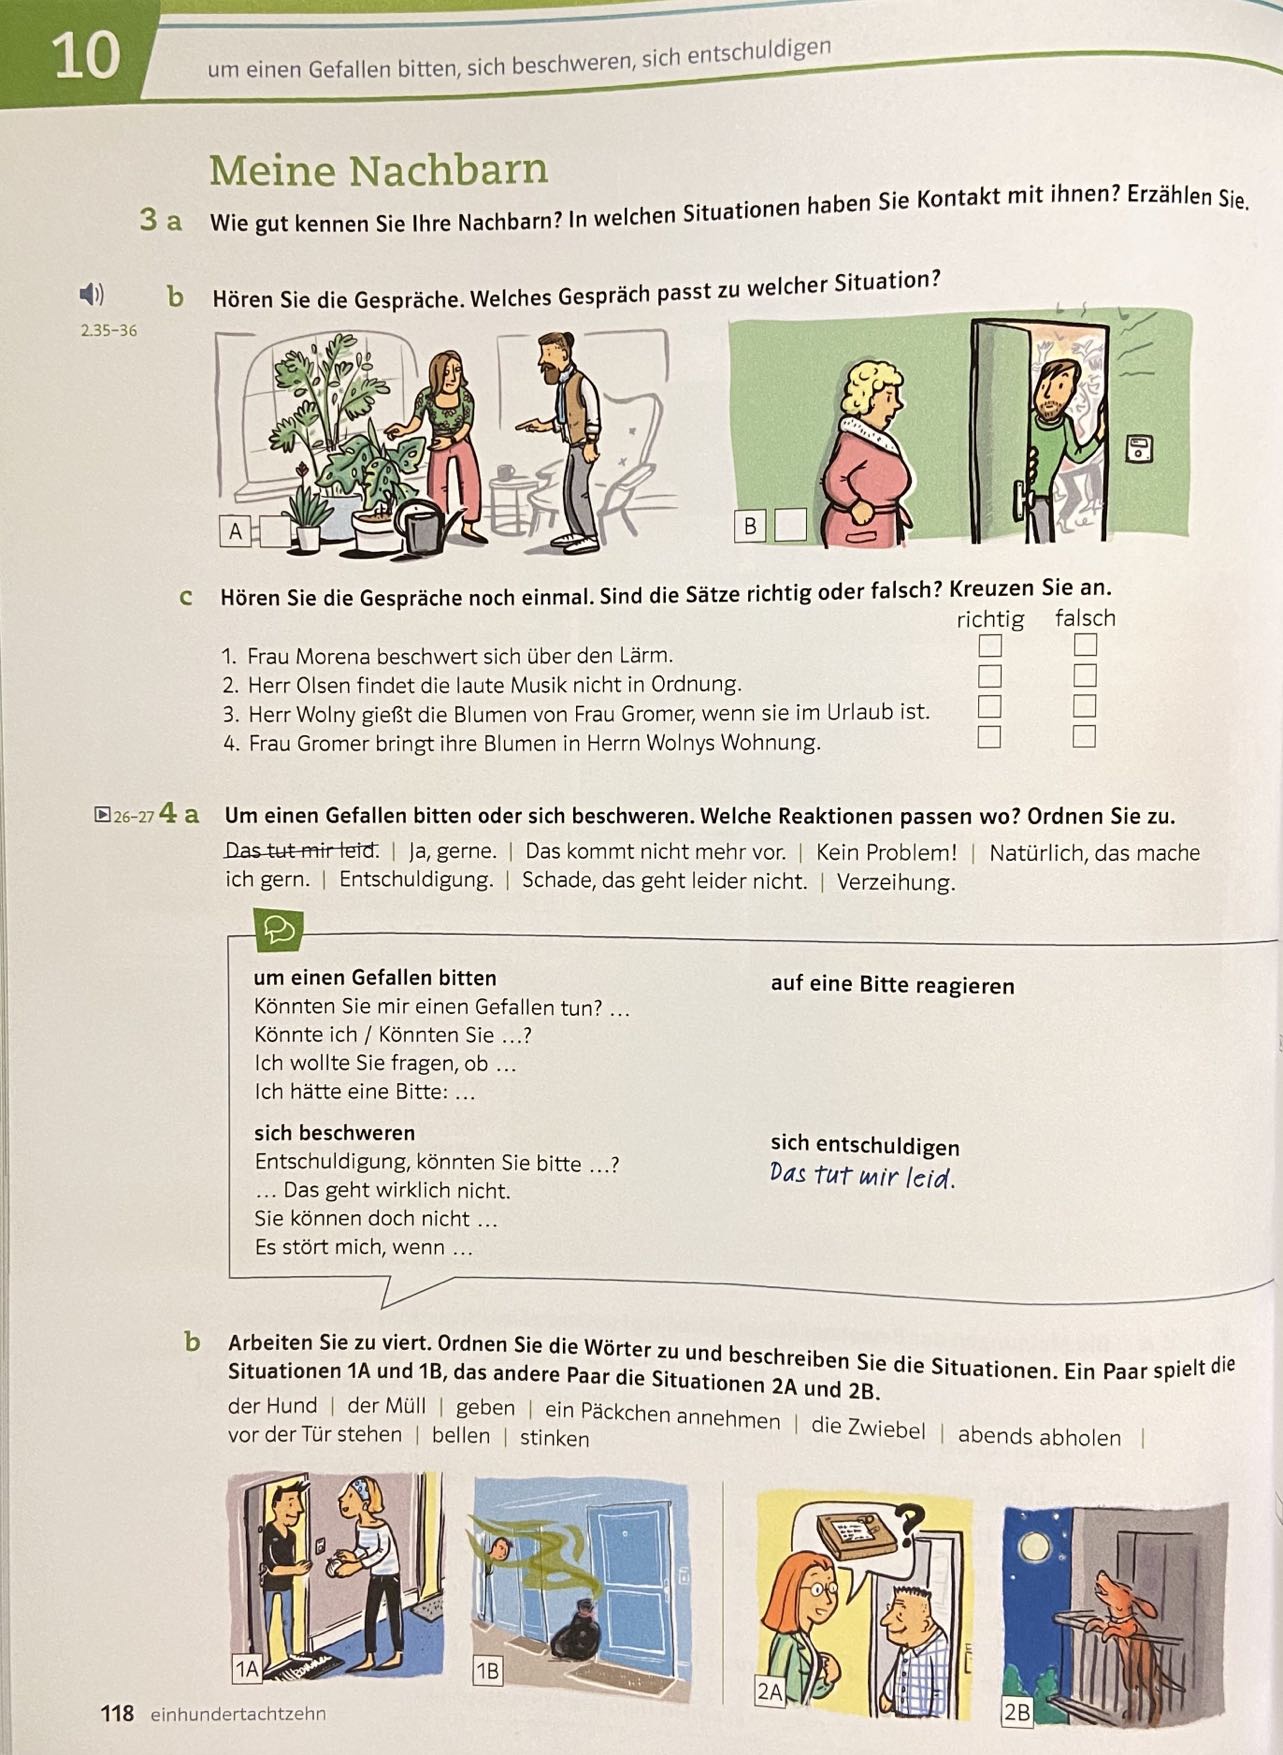 10
um einen Gefallen bitten, sich beschweren, sich entschuldigen
Meine Nachbarn
3 a Wie gut kennen Sie Ihre Nachbarn? In welchen Situationen haben Sie Kontakt mit ihnen? Erzählen Sie.
2.35–36
b Hören Sie die Gespräche. Welches Gespräch passt zu welcher Situation?
A
B
c Hören Sie die Gespräche noch einmal. Sind die Sätze richtig oder falsch? Kreuzen Sie an.
richtig falsch
1. Frau Morena beschwert sich über den Lärm.
2. Herr Olsen findet die laute Musik nicht in Ordnung.
3. Herr Wolny gießt die Blumen von Frau Gromer, wenn sie im Urlaub ist.
4. Frau Gromer bringt ihre Blumen in Herrn Wolnys Wohnung.
26–27 4 a Um einen Gefallen bitten oder sich beschweren. Welche Reaktionen passen wo? Ordnen Sie zu.
Das tut mir leid. | Ja, gerne. | Das kommt nicht mehr vor. | Kein Problem! | Natürlich, das mache
ich gern. | Entschuldigung. | Schade, das geht leider nicht. | Verzeihung.
um einen Gefallen bitten
Könnten Sie mir einen Gefallen tun? …
Könnte ich / Könnten Sie …?
Ich wollte Sie fragen, ob …
Ich hätte eine Bitte: …
auf eine Bitte reagieren
sich beschweren
Entschuldigung, könnten Sie bitte …?
… Das geht wirklich nicht.
Sie können doch nicht …
Es stört mich, wenn …
sich entschuldigen
Das tut mir leid.
b Arbeiten Sie zu viert. Ordnen Sie die Wörter zu und beschreiben Sie die Situationen. Ein Paar spielt die
Situationen 1A und 1B, das andere Paar die Situationen 2A und 2B.
der Hund | der Müll | geben | ein Päckchen annehmen | die Zwiebel | abends abholen |
vor der Tür stehen | bellen | stinken
?
1A
1B
2A
2B
118 einhundertachtzehn